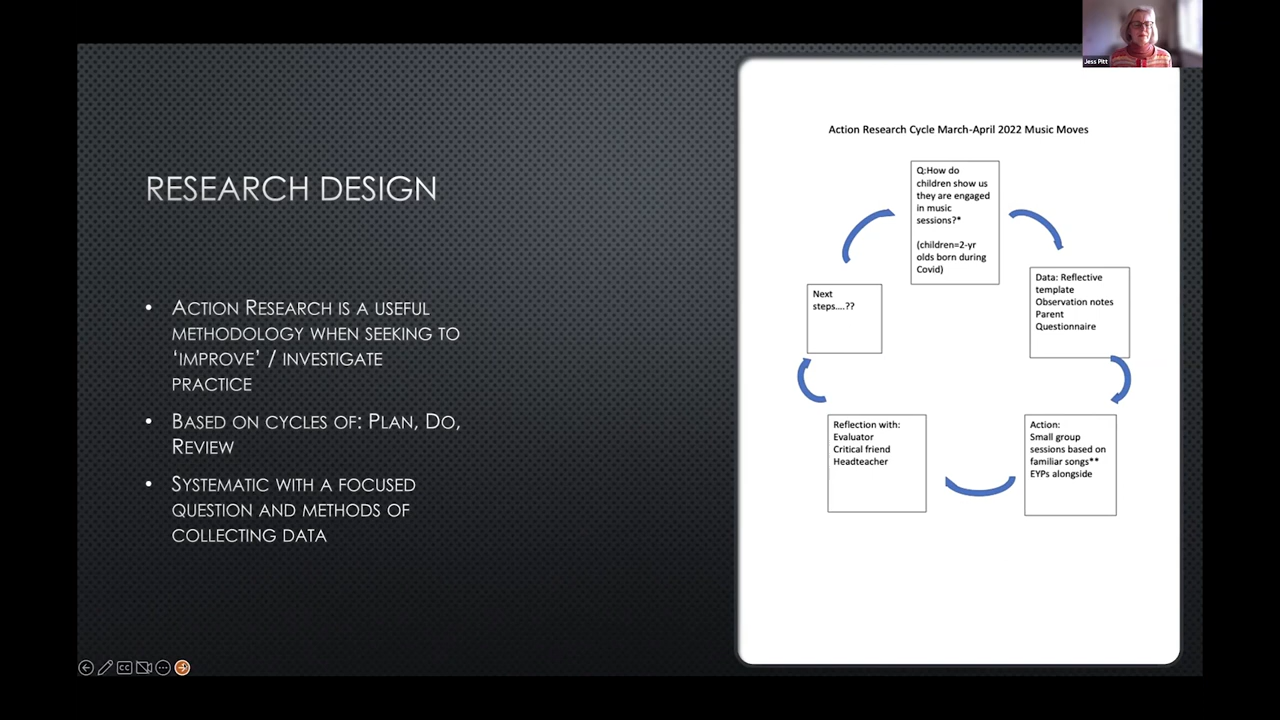 Jess Pitt
RESEARCH DESIGN
• ACTION RESEARCH IS A USEFUL
METHODOLOGY WHEN SEEKING TO
‘IMPROVE’ / INVESTIGATE
PRACTICE
• BASED ON CYCLES OF: PLAN, DO,
REVIEW
• SYSTEMATIC WITH A FOCUSED
QUESTION AND METHODS OF
COLLECTING DATA
Action Research Cycle March-April 2022 Music Moves
Q:How do
children show us
they are engaged
in music
sessions?*
(children=2-yr
olds born during
Covid)
Data: Reflective
template
Observation notes
Parent
Questionnaire
Action:
Small group
sessions based on
familiar songs**
EYPs alongside
Reflection with:
Evaluator
Critical friend
Headteacher
Next
steps....??
CC